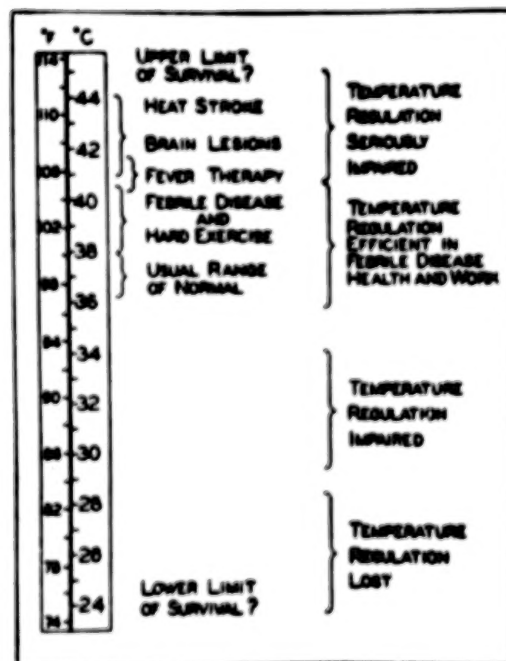 °F °C
114
110
102
94
90
82
78
74
44
42
40
38
36
34
32
30
28
26
24
UPPER LIMIT
OF SURVIVAL?
HEAT STROKE
BRAIN LESIONS
FEVER THERAPY
FEBRILE DISEASE
AND
HARD EXERCISE
USUAL RANGE
OF NORMAL
LOWER LIMIT
OF SURVIVAL?
TEMPERATURE
REGULATION
SERIOUSLY
IMPAIRED
TEMPERATURE
REGULATION
EFFICIENT IN
FEBRILE DISEASE
HEALTH AND WORK
TEMPERATURE
REGULATION
IMPAIRED
TEMPERATURE
REGULATION
LOST